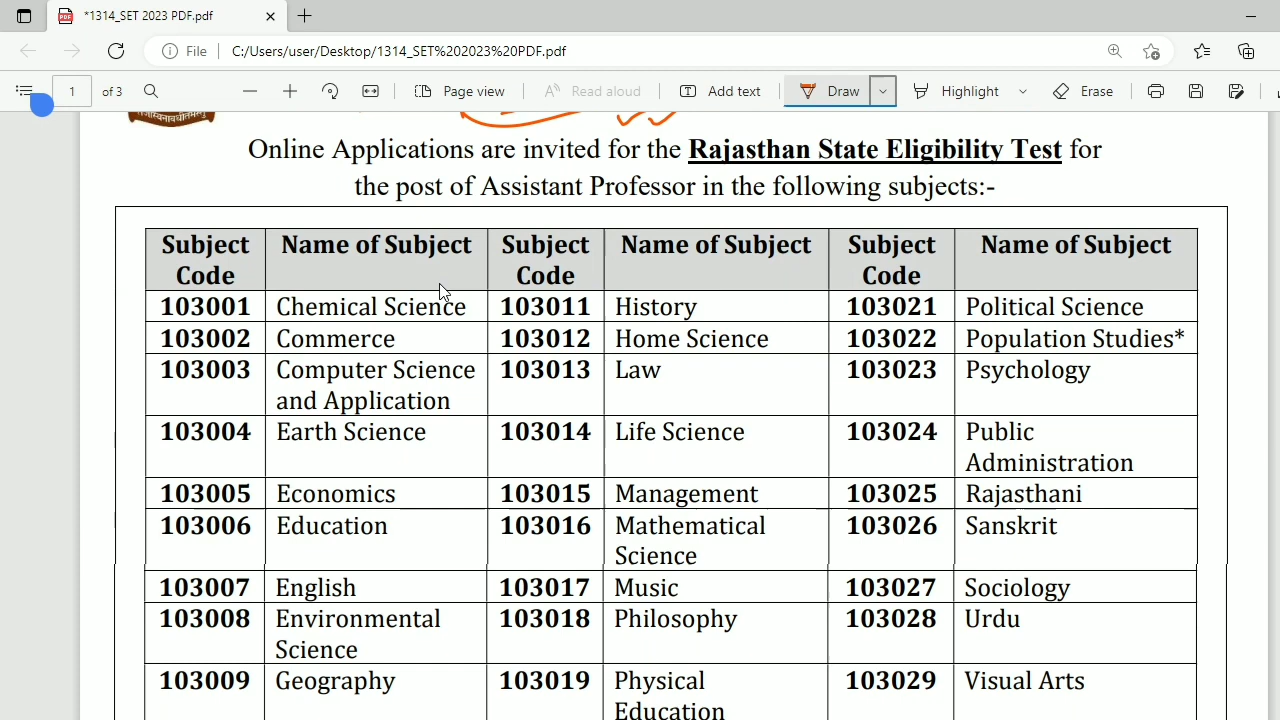 *1314_SET 2023 PDF.pdf
File C:/Users/user/Desktop/1314_SET%202023%20PDF.pdf
1 of 3 Page view Read aloud Add text Draw Highlight Erase
Online Applications are invited for the Rajasthan State Eligibility Test for
the post of Assistant Professor in the following subjects:-
Subject Code Name of Subject Subject Code Name of Subject Subject Code Name of Subject
103001 Chemical Science 103011 History 103021 Political Science
103002 Commerce 103012 Home Science 103022 Population Studies*
103003 Computer Science and Application 103013 Law 103023 Psychology
103004 Earth Science 103014 Life Science 103024 Public Administration
103005 Economics 103015 Management 103025 Rajasthani
103006 Education 103016 Mathematical Science 103026 Sanskrit
103007 English 103017 Music 103027 Sociology
103008 Environmental Science 103018 Philosophy 103028 Urdu
103009 Geography 103019 Physical Education 103029 Visual Arts